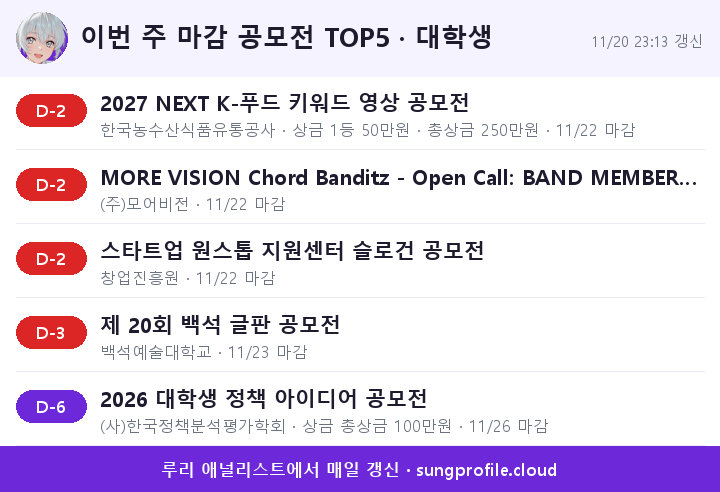 이번 주 마감 공모전 TOP5 · 대학생
11/20 23:13 갱신
D-2
2027 NEXT K-푸드 키워드 영상 공모전
한국농수산식품유통공사 · 상금 1등 50만원 · 총상금 250만원 · 11/22 마감
D-2
MORE VISION Chord Banditz - Open Call: BAND MEMBER...
(주)모어비전 · 11/22 마감
D-2
스타트업 원스톱 지원센터 슬로건 공모전
창업진흥원 · 11/22 마감
D-3
제 20회 백석 글판 공모전
백석예술대학교 · 11/23 마감
D-6
2026 대학생 정책 아이디어 공모전
(사)한국정책분석평가학회 · 상금 총상금 100만원 · 11/26 마감
루리 애널리스트에서 매일 갱신 · sungprofile.cloud